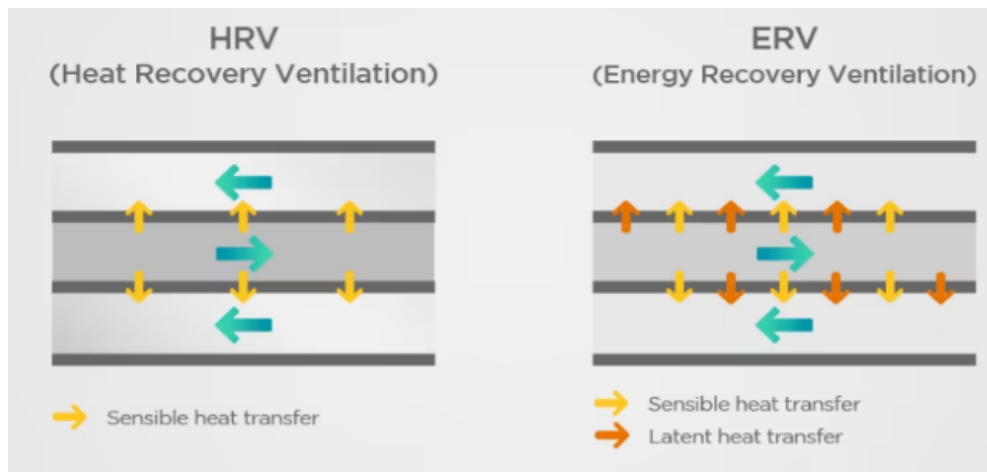 HRV
(Heat Recovery Ventilation)
Sensible heat transfer
ERV
(Energy Recovery Ventilation)
Sensible heat transfer
Latent heat transfer